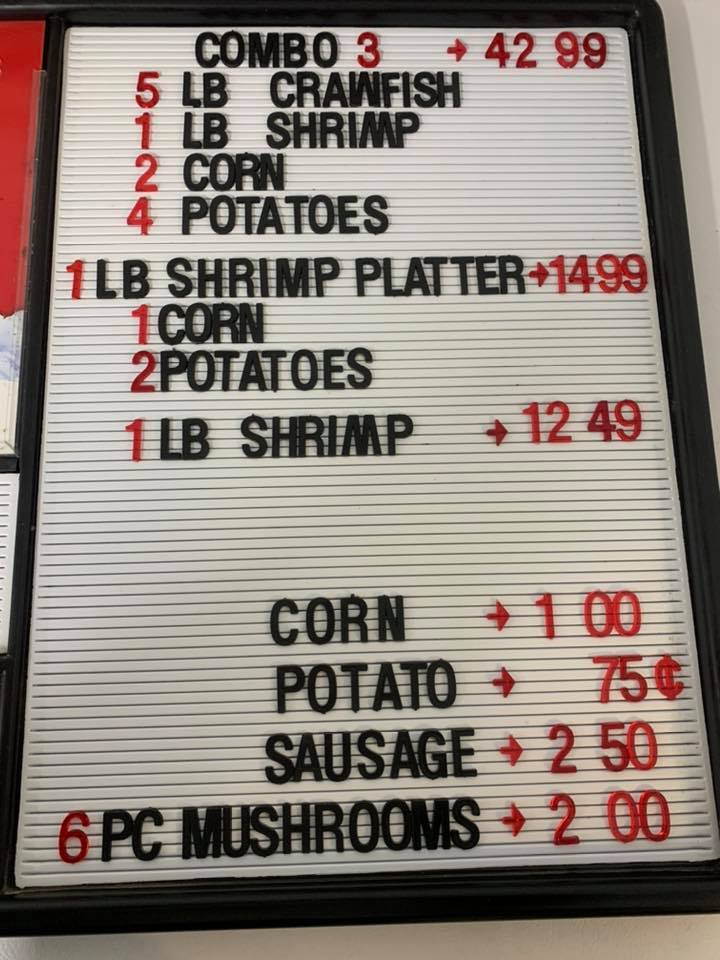 COMBO 3 → 42 99
5 LB CRAWFISH
1 LB SHRIMP
2 CORN
4 POTATOES
1 LB SHRIMP PLATTER → 14 99
1 CORN
2 POTATOES
1 LB SHRIMP → 12 49
CORN → 1 00
POTATO → 75¢
SAUSAGE → 2 50
6 PC MUSHROOMS → 2 00